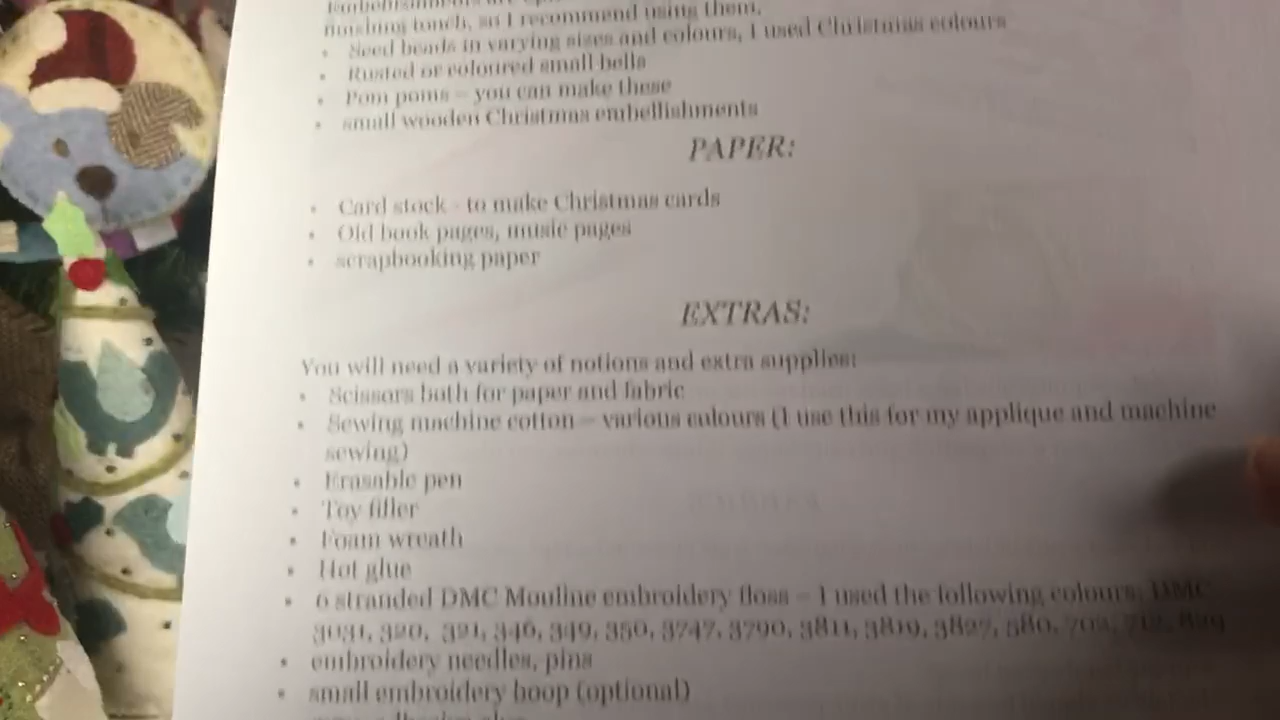 finishing touch, so I recommend using them.
• Seed beads in varying sizes and colours, I used Christmas colours
• Rusted or coloured small bells
• Pom poms – you can make these
• small wooden Christmas embellishments
PAPER:
• Card stock - to make Christmas cards
• Old book pages, music pages
• scrapbooking paper
EXTRAS:
You will need a variety of notions and extra supplies:
• Scissors both for paper and fabric
• Sewing machine cotton – various colours (I use this for my applique and machine
sewing)
• Erasable pen
• Toy filler
• Foam wreath
• Hot glue
• 6 stranded DMC Mouline embroidery floss – I used the following colours: DMC
3031, 320, 321, 346, 349, 350, 3747, 3790, 3811, 3819, 3827, 580, 702, 712,
• embroidery needles, pins
• small embroidery hoop (optional)